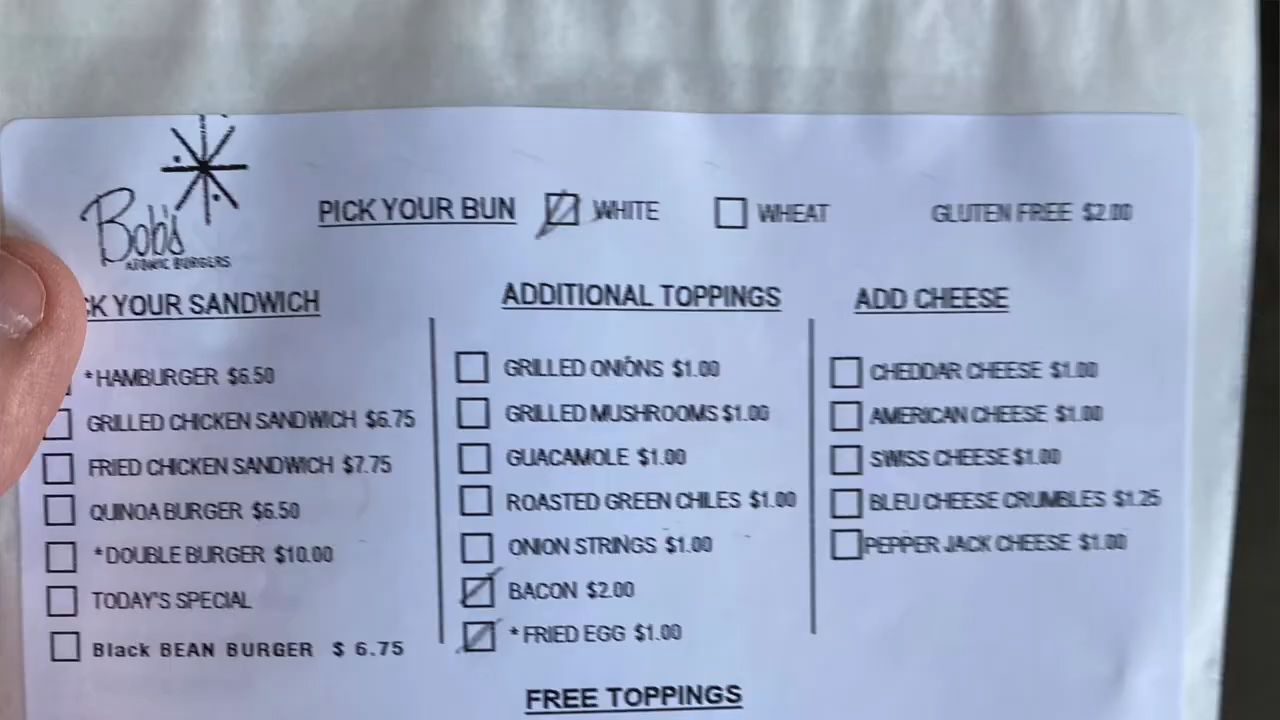 Bob's
ATOMIC BURGERS
PICK YOUR BUN WHITE WHEAT GLUTEN FREE $2.00
CK YOUR SANDWICH
*HAMBURGER $6.50
GRILLED CHICKEN SANDWICH $6.75
FRIED CHICKEN SANDWICH $7.75
QUINOA BURGER $6.50
*DOUBLE BURGER $10.00
TODAY'S SPECIAL
Black BEAN BURGER $ 6.75
ADDITIONAL TOPPINGS
GRILLED ONIONS $1.00
GRILLED MUSHROOMS $1.00
GUACAMOLE $1.00
ROASTED GREEN CHILES $1.00
ONION STRINGS $1.00
BACON $2.00
*FRIED EGG $1.00
ADD CHEESE
CHEDDAR CHEESE $1.00
AMERICAN CHEESE $1.00
SWISS CHEESE $1.00
BLEU CHEESE CRUMBLES $1.25
PEPPER JACK CHEESE $1.00
FREE TOPPINGS